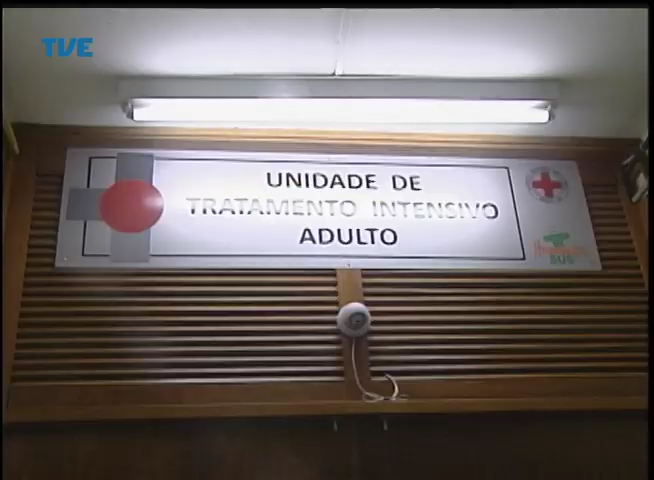 TVE
UNIDADE DE
TRATAMENTO INTENSIVO
ADULTO
SUS